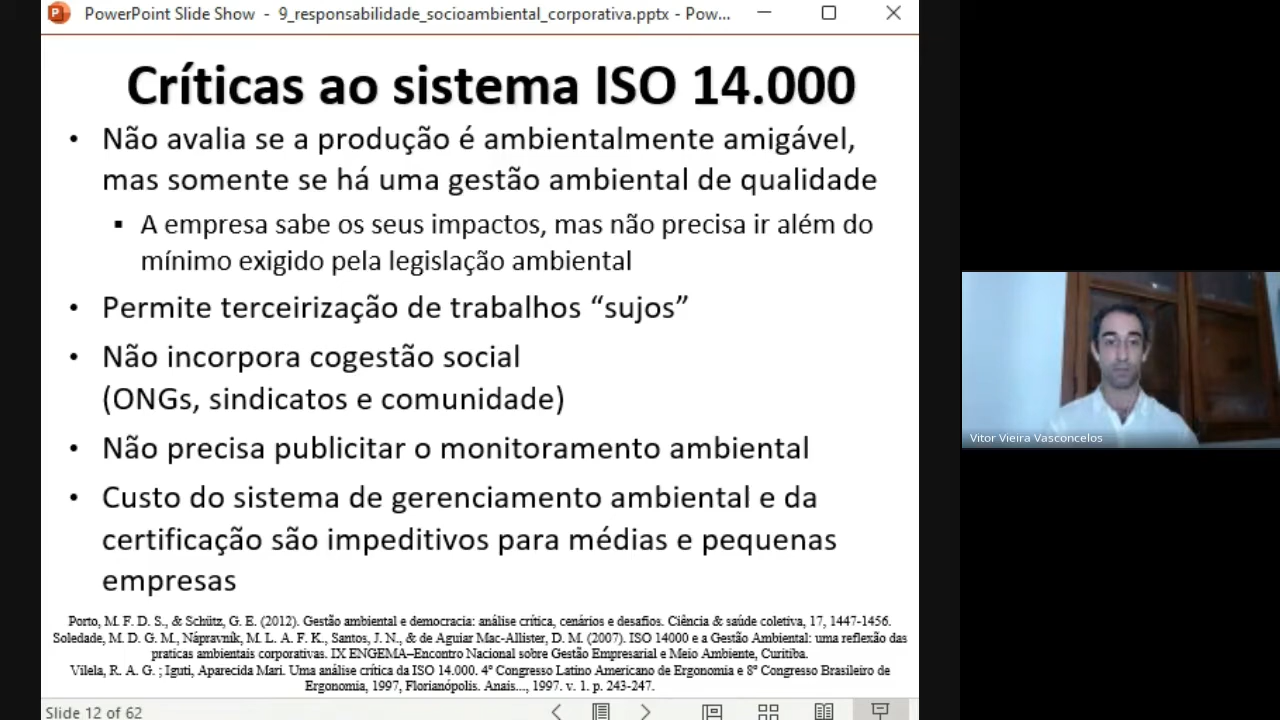 PowerPoint Slide Show - 9_responsabilidade_socioambiental_corporativa.pptx - Pow...
Críticas ao sistema ISO 14.000
• Não avalia se a produção é ambientalmente amigável,
mas somente se há uma gestão ambiental de qualidade
▪ A empresa sabe os seus impactos, mas não precisa ir além do
mínimo exigido pela legislação ambiental
• Permite terceirização de trabalhos “sujos”
• Não incorpora cogestão social
(ONGs, sindicatos e comunidade)
• Não precisa publicitar o monitoramento ambiental
• Custo do sistema de gerenciamento ambiental e da
certificação são impeditivos para médias e pequenas
empresas
Porto, M. F. D. S., & Schütz, G. E. (2012). Gestão ambiental e democracia: análise crítica, cenários e desafios. Ciência & saúde coletiva, 17, 1447-1456.
Soledade, M. D. G. M., Nápravník, M. L. A. F. K., Santos, J. N., & de Aguiar Mac-Allister, D. M. (2007). ISO 14000 e a Gestão Ambiental: uma reflexão das
praticas ambientais corporativas. IX ENGEMA–Encontro Nacional sobre Gestão Empresarial e Meio Ambiente, Curitiba.
Vilela, R. A. G. ; Iguti, Aparecida Mari. Uma análise crítica da ISO 14.000. 4º Congresso Latino Americano de Ergonomia e 8º Congresso Brasileiro de
Ergonomia, 1997, Florianópolis. Anais..., 1997. v. 1. p. 243-247.
Slide 12 of 62
Vitor Vieira Vasconcelos